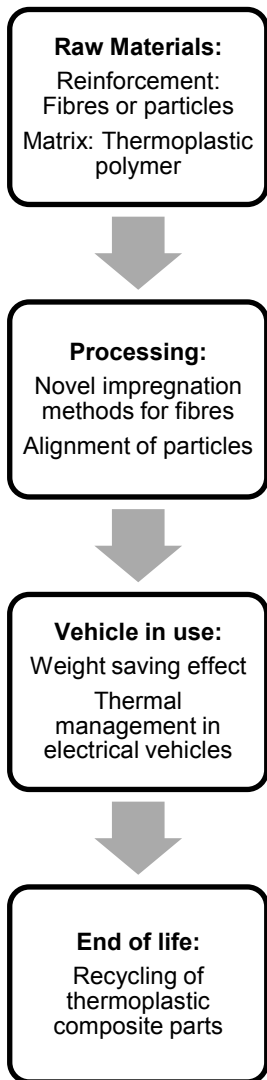 Raw Materials:
Reinforcement:
Fibres or particles
Matrix: Thermoplastic
polymer
Processing:
Novel impregnation
methods for fibres
Alignment of particles
Vehicle in use:
Weight saving effect
Thermal
management in
electrical vehicles
End of life:
Recycling of
thermoplastic
composite parts